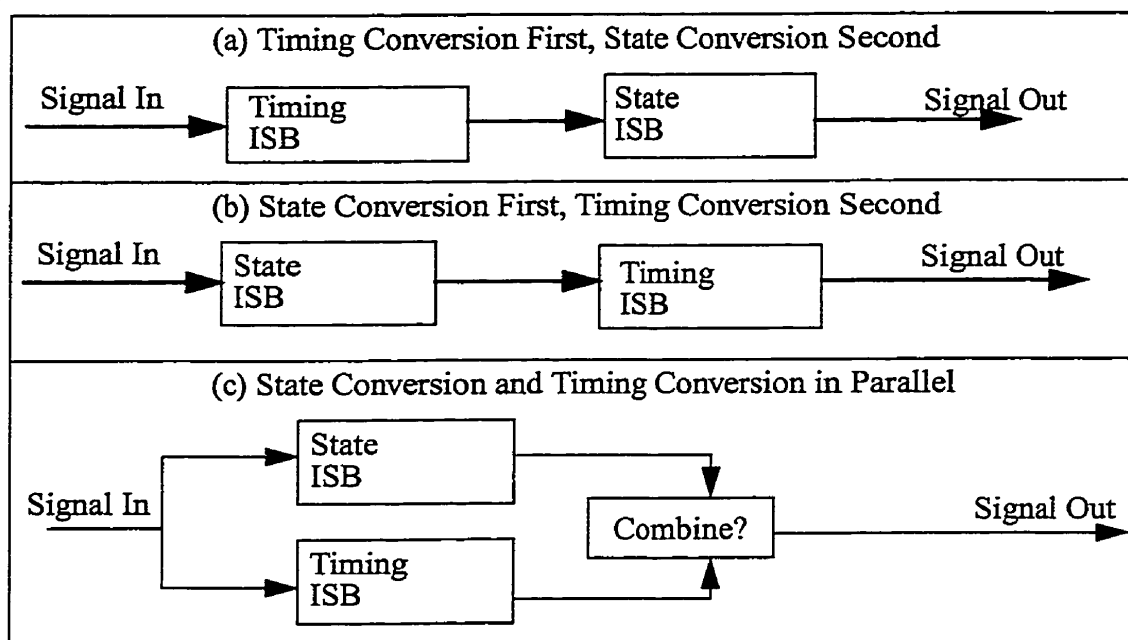 (a) Timing Conversion First, State Conversion Second
Signal In
Timing
ISB
State
ISB
Signal Out
(b) State Conversion First, Timing Conversion Second
Signal In
State
ISB
Timing
ISB
Signal Out
(c) State Conversion and Timing Conversion in Parallel
State
ISB
Signal In
Combine?
Signal Out
Timing
ISB